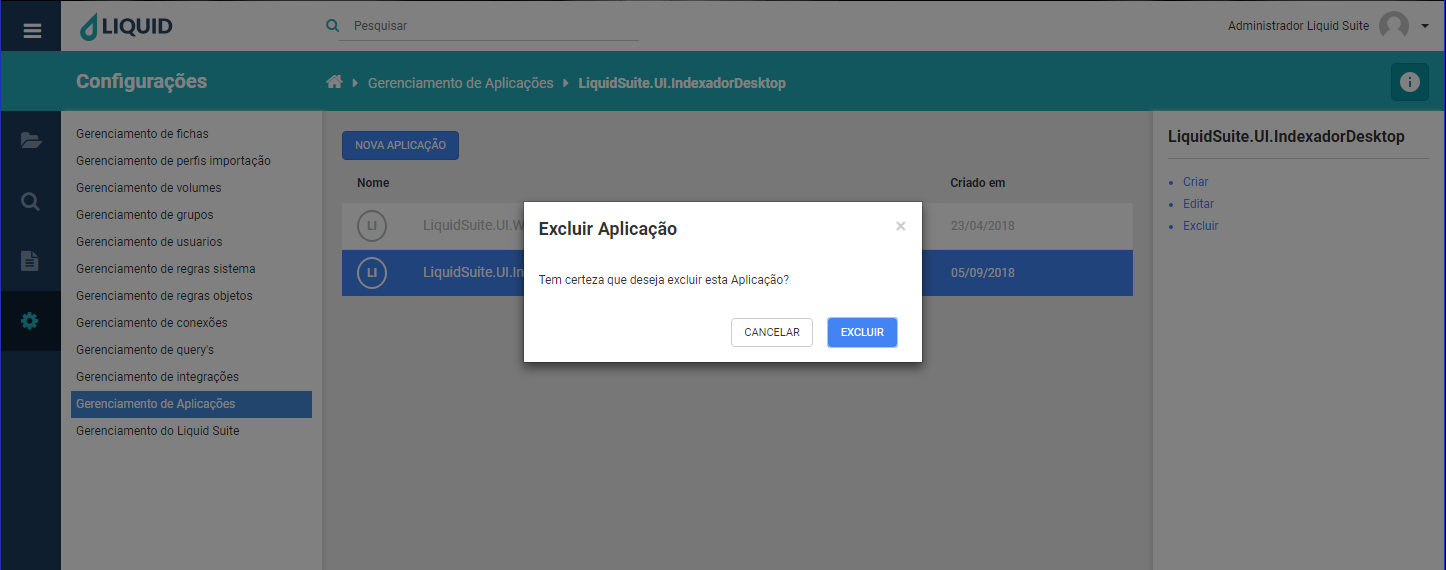 LIQUID
Pesquisar
Administrador Liquid Suite
Configurações
Gerenciamento de Aplicações
LiquidSuite.UI.IndexadorDesktop
Gerenciamento de fichas
Gerenciamento de perfis importação
Gerenciamento de volumes
Gerenciamento de grupos
Gerenciamento de usuarios
Gerenciamento de regras sistema
Gerenciamento de regras objetos
Gerenciamento de conexões
Gerenciamento de query's
Gerenciamento de integrações
Gerenciamento de Aplicações
Gerenciamento do Liquid Suite
NOVA APLICAÇÃO
Nome
Criado em
LI
LiquidSuite.UI.W
23/04/2018
LI
LiquidSuite.UI.In
05/09/2018
Excluir Aplicação
×
Tem certeza que deseja excluir esta Aplicação?
CANCELAR
EXCLUIR
LiquidSuite.UI.IndexadorDesktop
Criar
Editar
Excluir